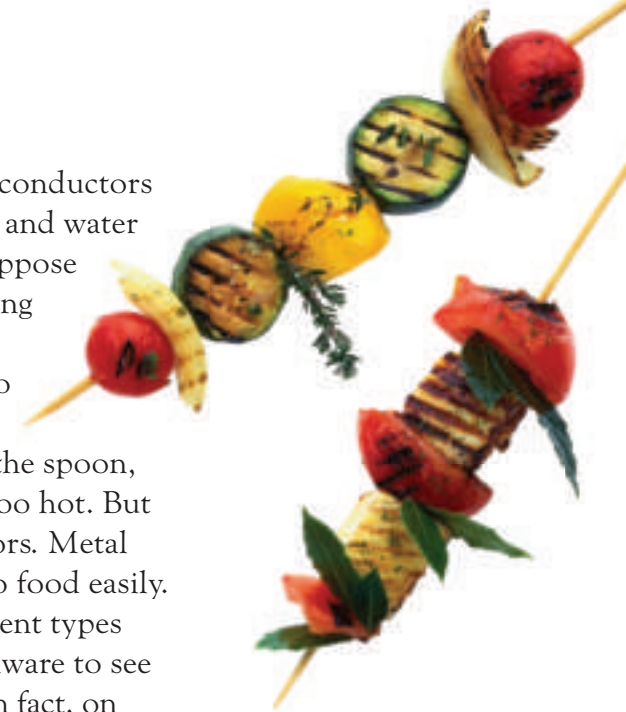 conductors
and water
ppose
ng
o
the spoon,
oo hot. But
ors. Metal
o food easily.
ent types
ware to see
n fact, on